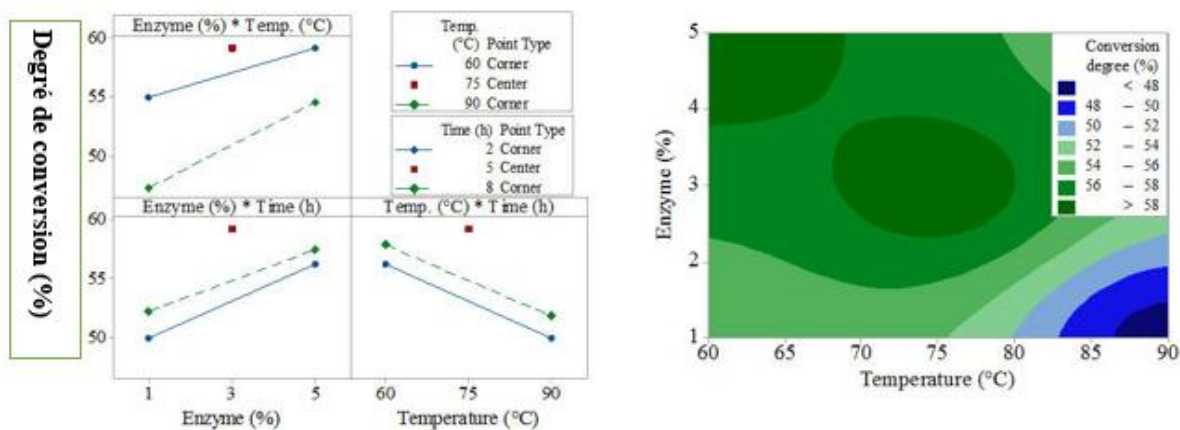 Degré de conversion (%)
Enzyme (%) * Temp. (°C)
60
55
50
Temp.
(°C) Point Type
60 Corner
75 Center
90 Corner
Time (h) Point Type
2 Corner
5 Center
8 Corner
Enzyme (%) * Time (h)
Temp. (°C) * Time (h)
60
55
50
1 3 5
60 75 90
Enzyme (%)
Temperature (°C)
Enzyme (%)
5
4
3
2
1
Conversion
degree (%)
< 48
48 – 50
50 – 52
52 – 54
54 – 56
56 – 58
> 58
60 65 70 75 80 85 90
Temperature (°C)